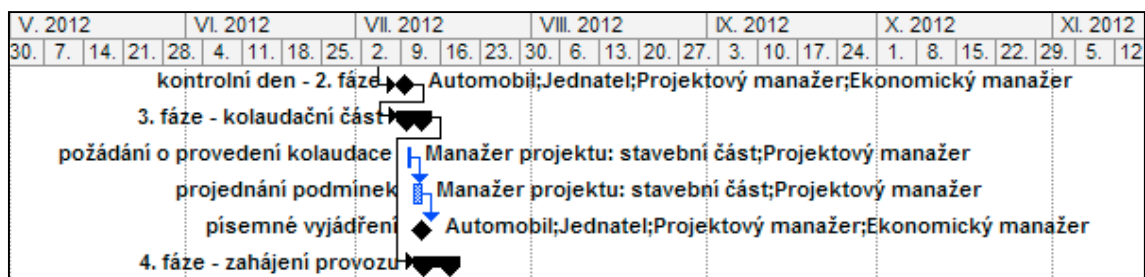 V. 2012 VI. 2012 VII. 2012 VIII. 2012 IX. 2012 X. 2012 XI. 2012
30. 7. 14. 21. 28. 4. 11. 18. 25. 2. 9. 16. 23. 30. 6. 13. 20. 27. 3. 10. 17. 24. 1. 8. 15. 22. 29. 5. 12
kontrolní den - 2. fáze Automobil;Jednatel;Projektový manažer;Ekonomický manažer
3. fáze - kolaudační část
požádání o provedení kolaudace Manažer projektu: stavební část;Projektový manažer
projednání podmínek Manažer projektu: stavební část;Projektový manažer
písemné vyjádření Automobil;Jednatel;Projektový manažer;Ekonomický manažer
4. fáze - zahájení provozu